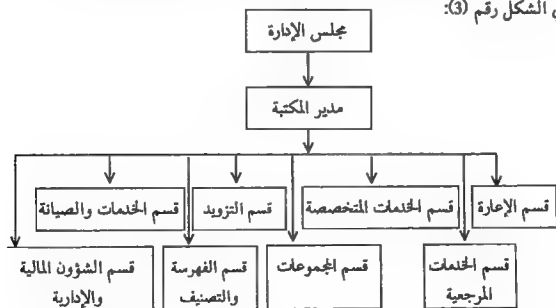 الشكل رقم (3):
مجلس الإدارة
مدير المكتبة
قسم الإعارة
قسم الخدمات المتخصصة
قسم التزويد
قسم الخدمات والصيانة
قسم الخدمات
المرجعية
قسم المجموعات
قسم الفهرسة
والتصنيف
قسم الشؤون المالية
والإدارية